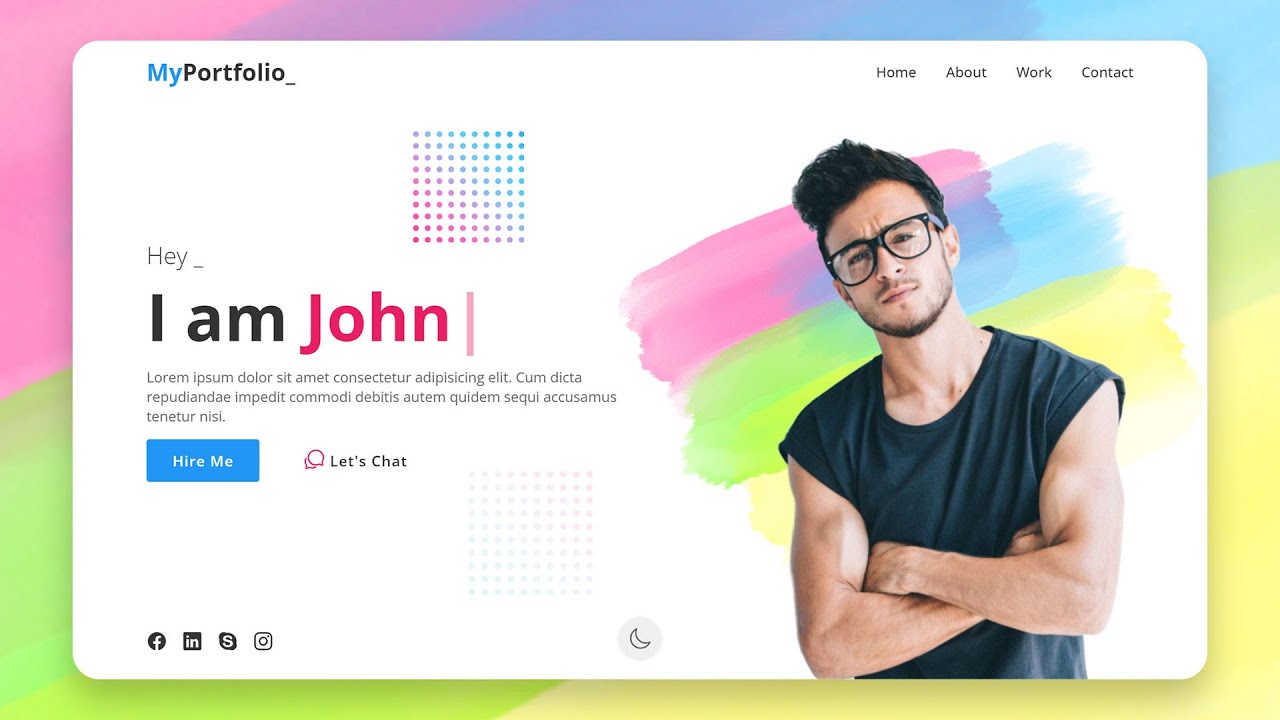 MyPortfolio_
Home About Work Contact
Hey _
I am John|
Lorem ipsum dolor sit amet consectetur adipisicing elit. Cum dicta
repudiandae impedit commodi debitis autem quidem sequi accusamus
tenetur nisi.
Hire Me
Let's Chat